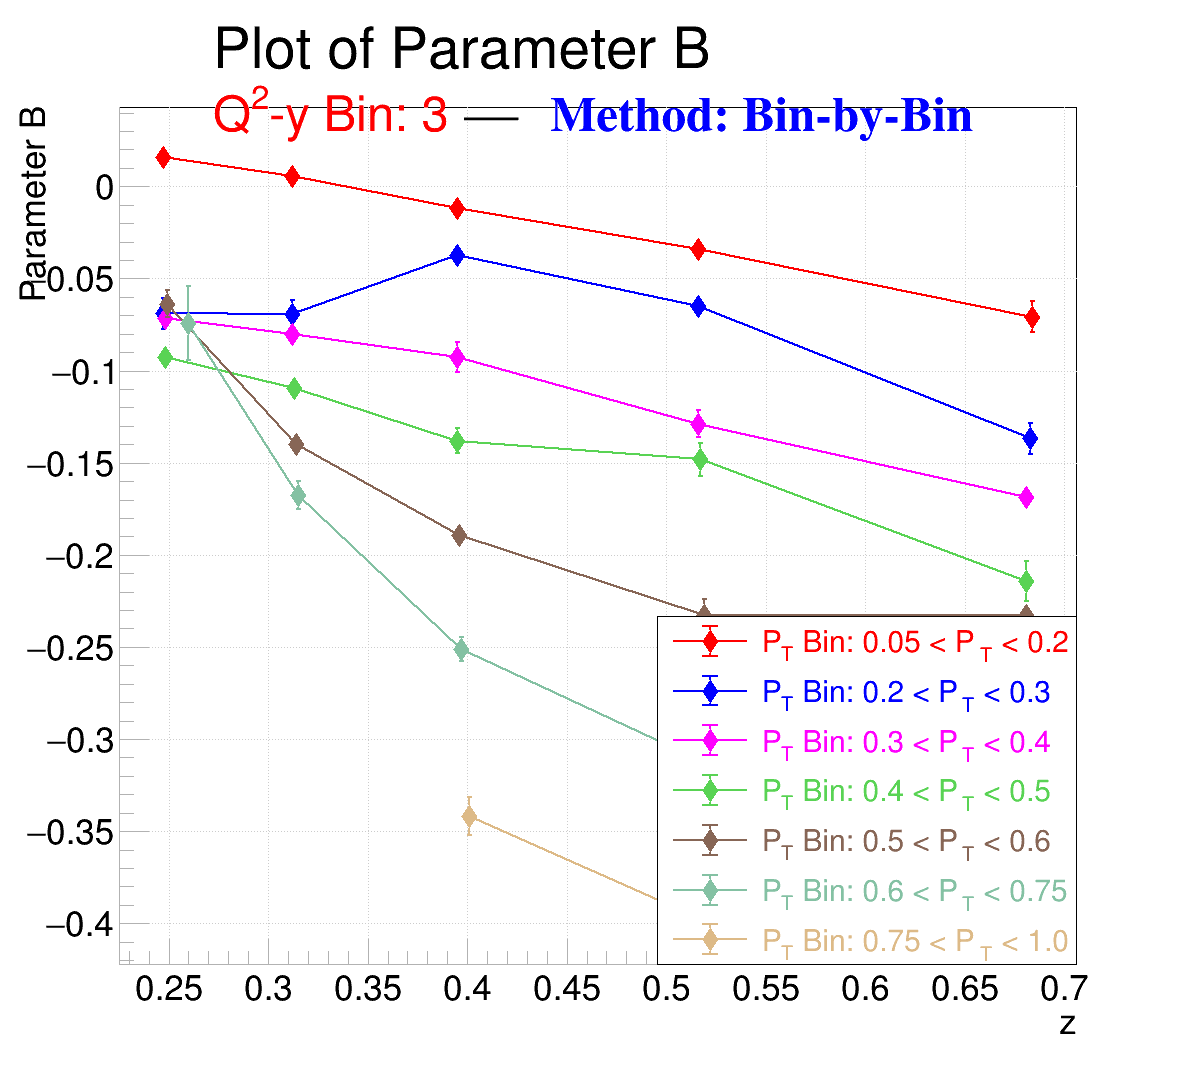 Plot of Parameter B
Q2-y Bin: 3 — Method: Bin-by-Bin
Parameter B
0
−0.05
−0.1
−0.15
−0.2
−0.25
−0.3
−0.35
−0.4
PT Bin: 0.05 < PT < 0.2
PT Bin: 0.2 < PT < 0.3
PT Bin: 0.3 < PT < 0.4
PT Bin: 0.4 < PT < 0.5
PT Bin: 0.5 < PT < 0.6
PT Bin: 0.6 < PT < 0.75
PT Bin: 0.75 < PT < 1.0
0.25 0.3 0.35 0.4 0.45 0.5 0.55 0.6 0.65 0.7
z